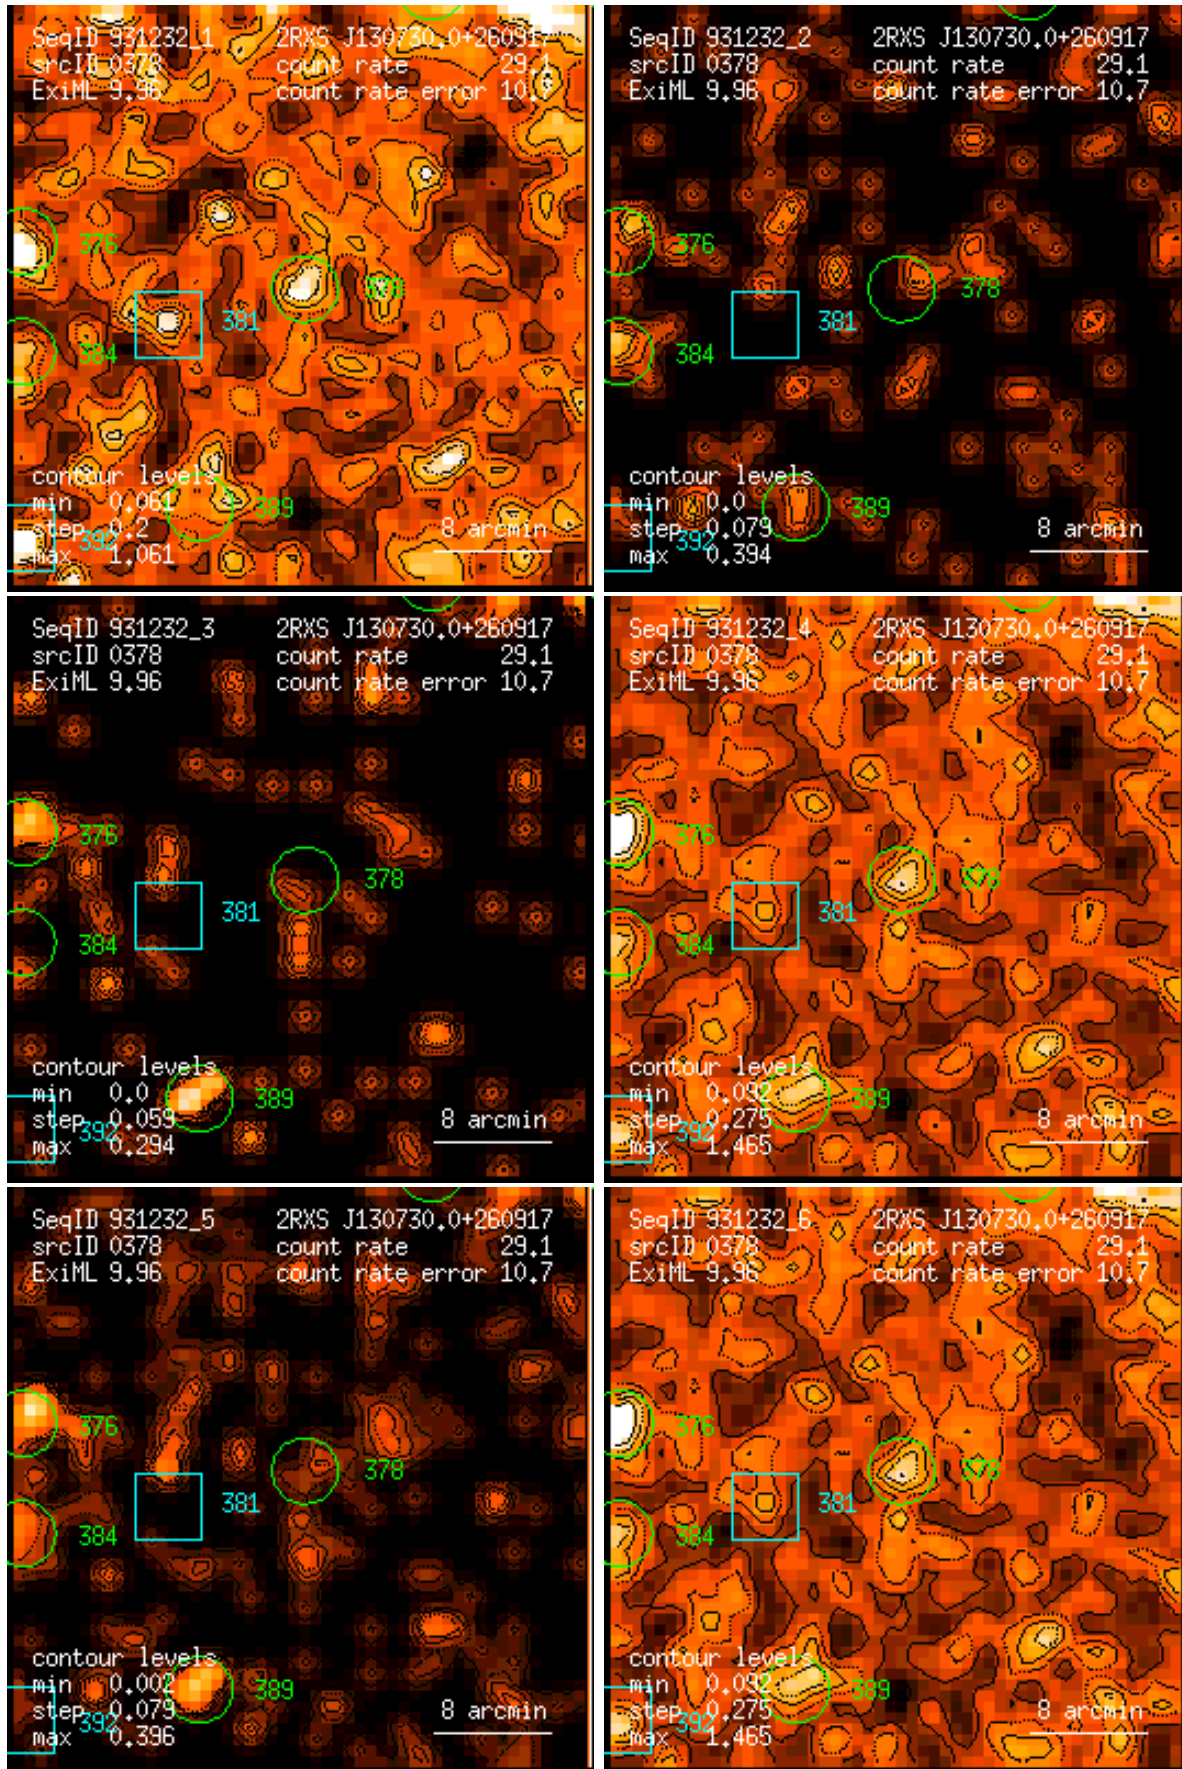 SeqID 931232_1 2RXS J130730.0+260917
srcID 0378 count rate 29.1
ExiML 9.96 count rate error 10.7
376
378
381
384
contour levels
min 0.061
389
step 0.2 8 arcmin
392
max 1.061
SeqID 931232_2 2RXS J130730.0+260917
srcID 0378 count rate 29.1
ExiML 9.96 count rate error 10.7
376
378
381
384
contour levels
min 0.0
389
step 0.079 8 arcmin
392
max 0.394
SeqID 931232_3 2RXS J130730.0+260917
srcID 0378 count rate 29.1
ExiML 9.96 count rate error 10.7
376
378
381
384
contour levels
min 0.0
389
step 0.059 8 arcmin
392
max 0.294
SeqID 931232_4 2RXS J130730.0+260917
srcID 0378 count rate 29.1
ExiML 9.96 count rate error 10.7
376
378
381
384
contour levels
min 0.092
389
step 0.275 8 arcmin
392
max 1.465
SeqID 931232_5 2RXS J130730.0+260917
srcID 0378 count rate 29.1
ExiML 9.96 count rate error 10.7
376
378
381
384
contour levels
min 0.002
389
step 0.079 8 arcmin
392
max 0.396
SeqID 931232_6 2RXS J130730.0+260917
srcID 0378 count rate 29.1
ExiML 9.96 count rate error 10.7
376
378
381
384
contour levels
min 0.092
389
step 0.275 8 arcmin
392
max 1.465